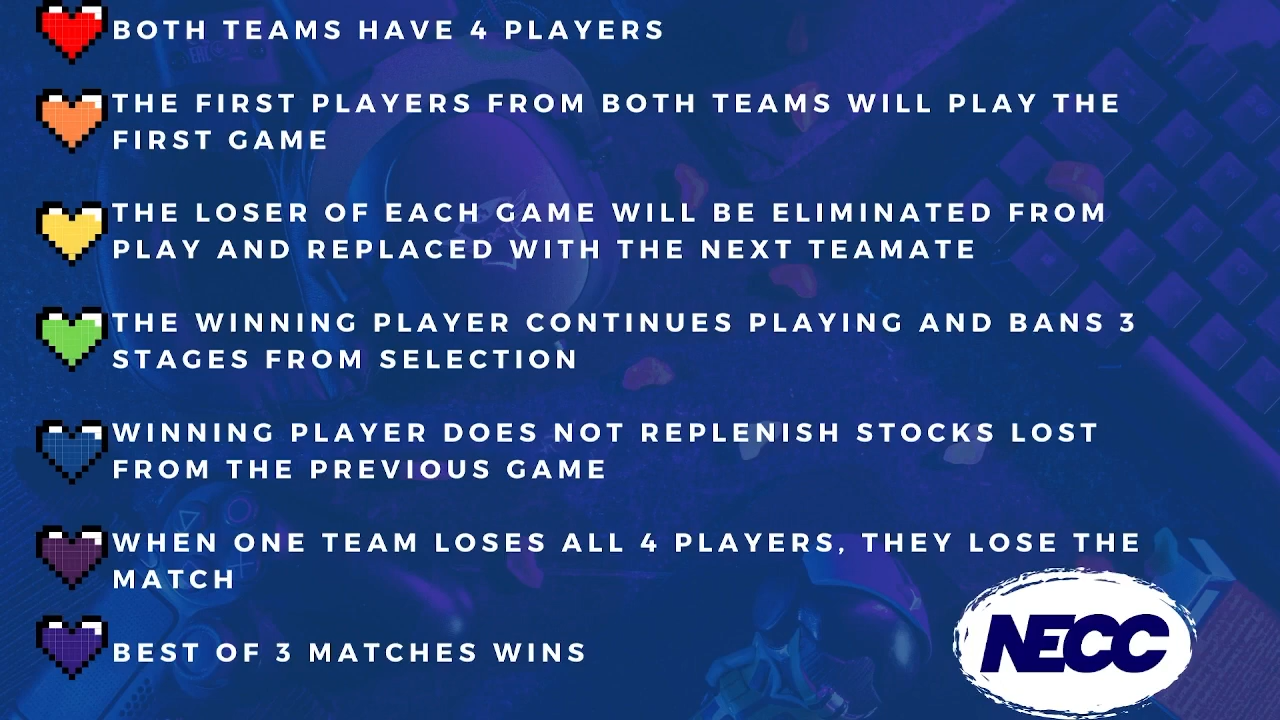 BOTH TEAMS HAVE 4 PLAYERS
THE FIRST PLAYERS FROM BOTH TEAMS WILL PLAY THE
FIRST GAME
THE LOSER OF EACH GAME WILL BE ELIMINATED FROM
PLAY AND REPLACED WITH THE NEXT TEAMATE
THE WINNING PLAYER CONTINUES PLAYING AND BANS 3
STAGES FROM SELECTION
WINNING PLAYER DOES NOT REPLENISH STOCKS LOST
FROM THE PREVIOUS GAME
WHEN ONE TEAM LOSES ALL 4 PLAYERS, THEY LOSE THE
MATCH
BEST OF 3 MATCHES WINS
NECC